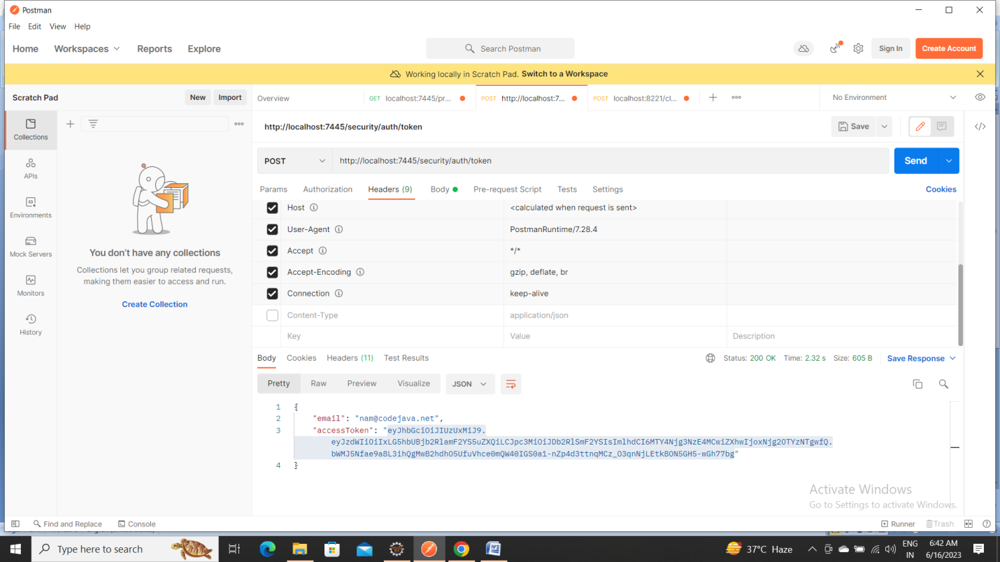 Postman
File Edit View Help
Home Workspaces Reports Explore Search Postman Sign In Create Account
Working locally in Scratch Pad. Switch to a Workspace
Scratch Pad New Import Overview GET localhost:7445/pr... POST http://localhost:7... POST localhost:8221/cl... No Environment
Collections
APIs
Environments
Mock Servers
Monitors
History
You don't have any collections
Collections let you group related requests,
making them easier to access and run.
Create Collection
http://localhost:7445/security/auth/token Save
POST http://localhost:7445/security/auth/token Send
Params Authorization Headers (9) Body Pre-request Script Tests Settings Cookies
Host <calculated when request is sent>
User-Agent PostmanRuntime/7.28.4
Accept */*
Accept-Encoding gzip, deflate, br
Connection keep-alive
Content-Type application/json
Key Value Description
Body Cookies Headers (11) Test Results Status: 200 OK Time: 2.32 s Size: 605 B Save Response
Pretty Raw Preview Visualize JSON
1 {
2 "email": "nam@codejava.net",
3 "accessToken": "eyJhbGciOiJIUzUxMiJ9.
eyJzdWIiOiIxLG5hbUBjb2RlamF2YS5uZXQiLCJpc3MiOiJDb2RlSmF2YSIsImlhdCI6MTY4Njg3NzE4MCwiZXhwIjoxNjg2OTYzNTgwfQ.
bWMJ5Nfae9a8L3ihQgMwB2hdhO5UfuVhce0mQW40IGS0a1-nZp4d3ttnqMCz_O3qnNjLEtkBON5GH5-wGh77bg"
4 }
Activate Windows
Go to Settings to activate Windows.
Find and Replace Console Runner Trash
Type here to search 37°C Haze ENG IN 6:42 AM 6/16/2023